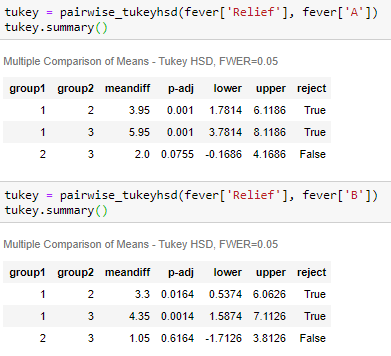 tukey = pairwise_tukeyhsd(fever['Relief'], fever['A'])
tukey.summary()
Multiple Comparison of Means - Tukey HSD, FWER=0.05
group1 group2 meandiff p-adj lower upper reject
1 2 3.95 0.001 1.7814 6.1186 True
1 3 5.95 0.001 3.7814 8.1186 True
2 3 2.0 0.0755 -0.1686 4.1686 False
tukey = pairwise_tukeyhsd(fever['Relief'], fever['B'])
tukey.summary()
Multiple Comparison of Means - Tukey HSD, FWER=0.05
group1 group2 meandiff p-adj lower upper reject
1 2 3.3 0.0164 0.5374 6.0626 True
1 3 4.35 0.0014 1.5874 7.1126 True
2 3 1.05 0.6164 -1.7126 3.8126 False